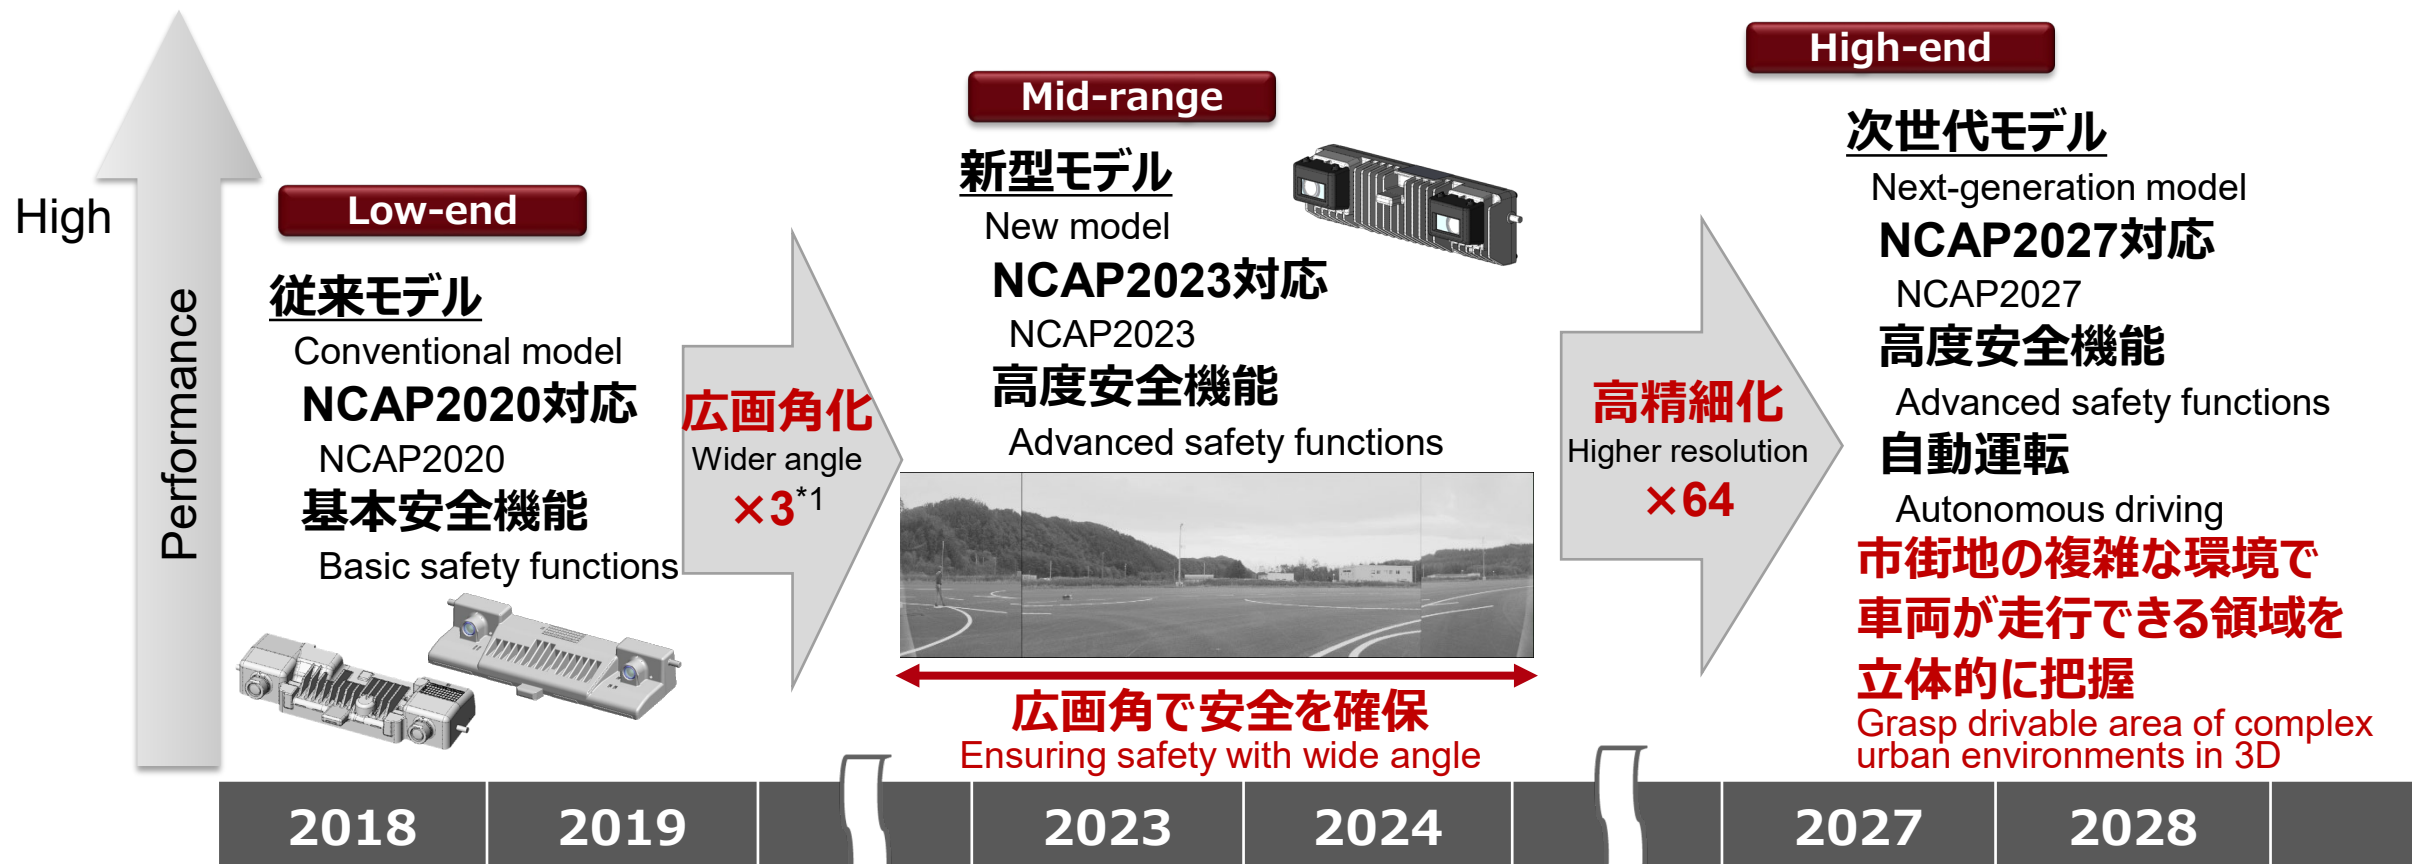 High
Performance
Low-end
従来モデル
Conventional model
NCAP2020対応
NCAP2020
基本安全機能
Basic safety functions
広画角化
Wider angle
×3*1
Mid-range
新型モデル
New model
NCAP2023対応
NCAP2023
高度安全機能
Advanced safety functions
広画角で安全を確保
Ensuring safety with wide angle
高精細化
Higher resolution
×64
High-end
次世代モデル
Next-generation model
NCAP2027対応
NCAP2027
高度安全機能
Advanced safety functions
自動運転
Autonomous driving
市街地の複雑な環境で
車両が走行できる領域を
立体的に把握
Grasp drivable area of complex
urban environments in 3D
2018 2019 2023 2024 2027 2028